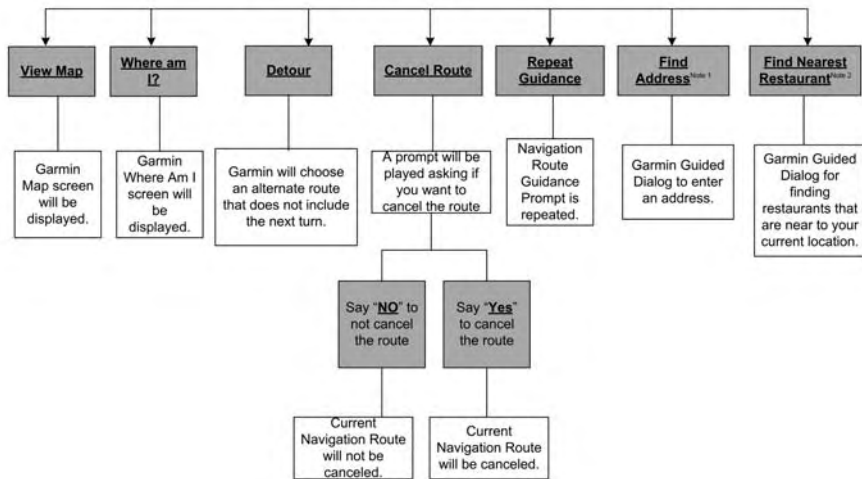 View Map
Where am
I?
Detour
Cancel Route
Repeat
Guidance
Find
Address Note 1
Find Nearest
Restaurant Note 2
Garmin
Map screen
will be
displayed.
Garmin
Where Am I
screen will
be
displayed.
Garmin will choose
an alternate route
that does not include
the next turn.
A prompt will be
played asking if
you want to
cancel the route
Navigation
Route
Guidance
Prompt is
repeated.
Garmin Guided
Dialog to enter
an address.
Garmin Guided
Dialog for
finding
restaurants that
are near to your
current location.
Say “NO” to
not cancel
the route
Say “Yes”
to cancel
the route
Current
Navigation Route
will not be
canceled.
Current
Navigation Route
will be canceled.